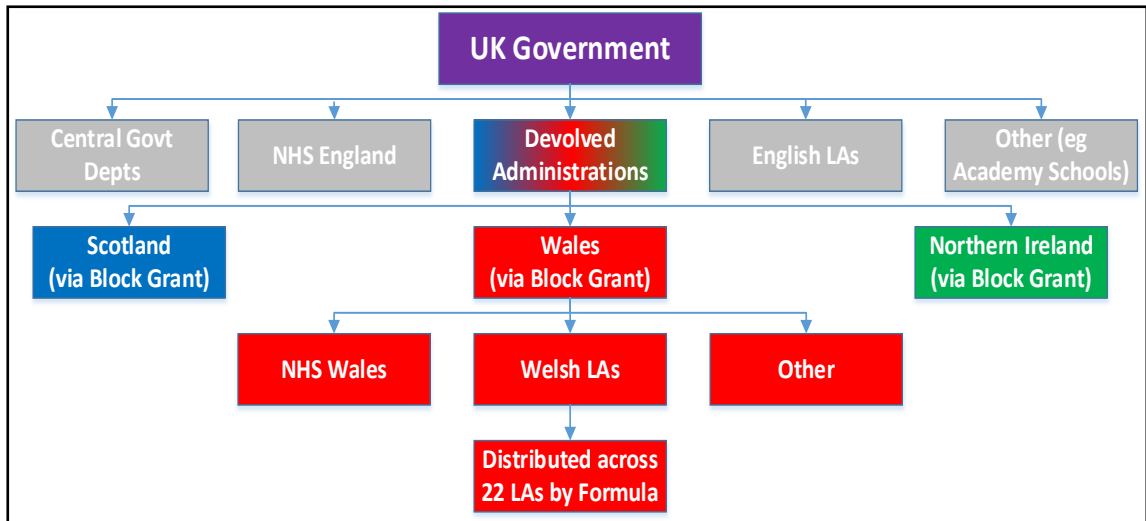 UK Government
Central Govt
Depts
NHS England
Devolved
Administrations
English LAs
Other (eg
Academy Schools)
Scotland
(via Block Grant)
Wales
(via Block Grant)
Northern Ireland
(via Block Grant)
NHS Wales
Welsh LAs
Other
Distributed across
22 LAs by Formula